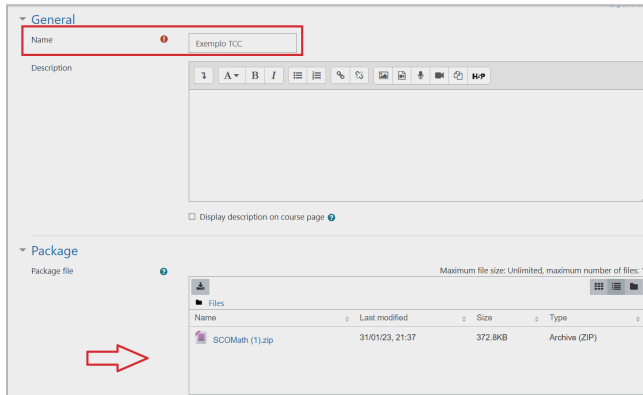 General
Name
Exemplo TCC
Description
A B I H-P
Display description on course page
Package
Package file
Maximum file size: Unlimited, maximum number of files: 1
Files
Name Last modified Size Type
SCOMath (1).zip 31/01/23, 21:37 372.8KB Archive (ZIP)